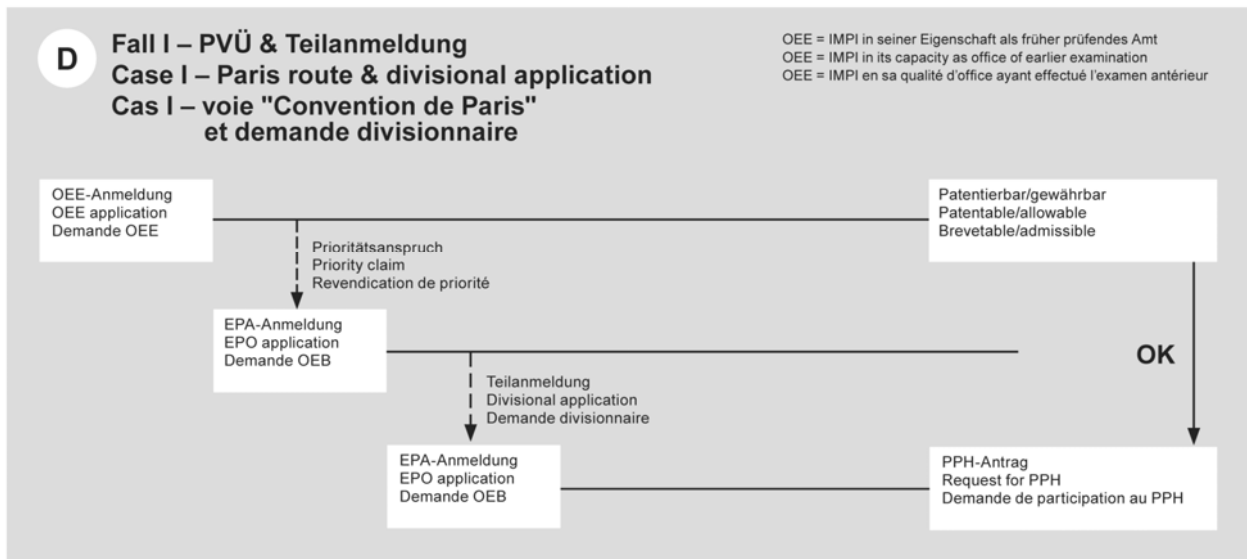 D
Fall I – PVÜ & Teilanmeldung
Case I – Paris route & divisional application
Cas I – voie "Convention de Paris"
et demande divisionnaire
OEE = IMPI in seiner Eigenschaft als früher prüfendes Amt
OEE = IMPI in its capacity as office of earlier examination
OEE = IMPI en sa qualité d'office ayant effectué l'examen antérieur
OEE-Anmeldung
OEE application
Demande OEE
Patentierbar/gewährbar
Patentable/allowable
Brevetable/admissible
Prioritätsanspruch
Priority claim
Revendication de priorité
EPA-Anmeldung
EPO application
Demande OEB
OK
Teilanmeldung
Divisional application
Demande divisionnaire
EPA-Anmeldung
EPO application
Demande OEB
PPH-Antrag
Request for PPH
Demande de participation au PPH